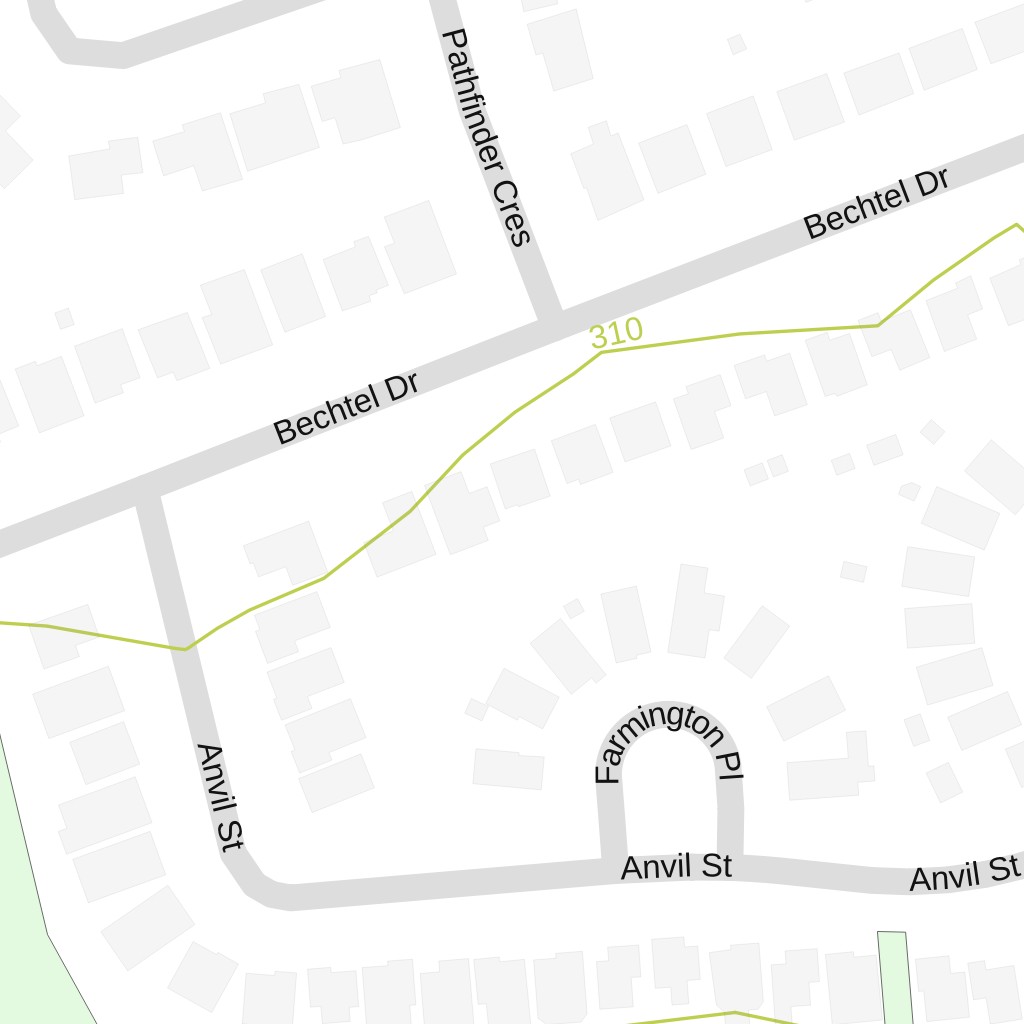 Pathfinder Cres
Bechtel Dr
310
Bechtel Dr
Farmington Pl
Anvil St
Anvil St
Anvil St